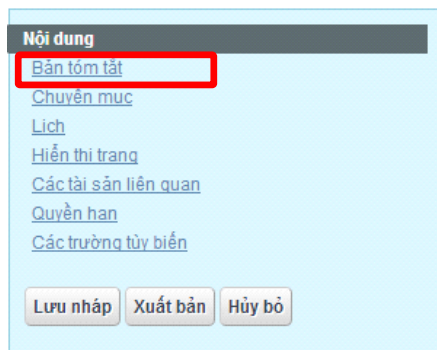 Nội dung
Bản tóm tắt
Chuyên mục
Lịch
Hiển thị trang
Các tài sản liên quan
Quyền hạn
Các trường tùy biến
Lưu nháp Xuất bản Hủy bỏ